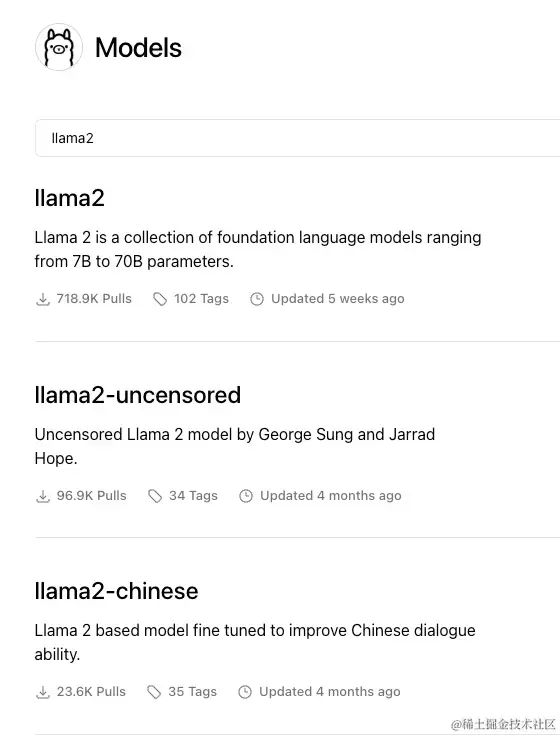 Models
llama2
llama2
Llama 2 is a collection of foundation language models ranging
from 7B to 70B parameters.
718.9K Pulls 102 Tags Updated 5 weeks ago
llama2-uncensored
Uncensored Llama 2 model by George Sung and Jarrad
Hope.
96.9K Pulls 34 Tags Updated 4 months ago
llama2-chinese
Llama 2 based model fine tuned to improve Chinese dialogue
ability.
23.6K Pulls 35 Tags Updated 4 months ago
@稀土掘金技术社区